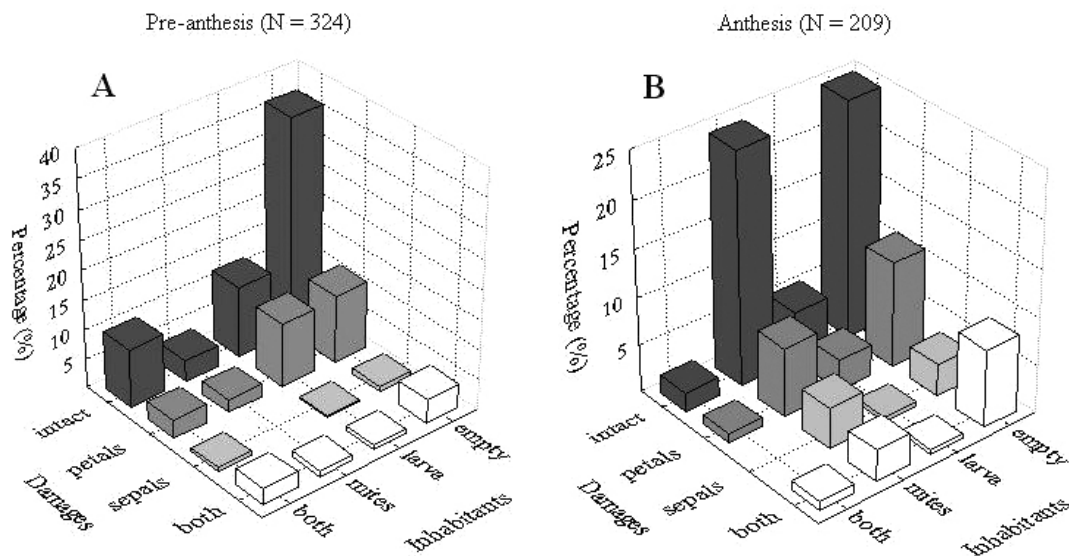 Pre-anthesis (N = 324)
A
40
35
30
25
20
15
10
5
Percentage (%)
intact
petals
sepals
both
Damages
both
mites
larva
empty
Inhabitants
Anthesis (N = 209)
B
25
20
15
10
5
Percentage (%)
intact
petals
sepals
both
Damages
both
mites
larva
empty
Inhabitants